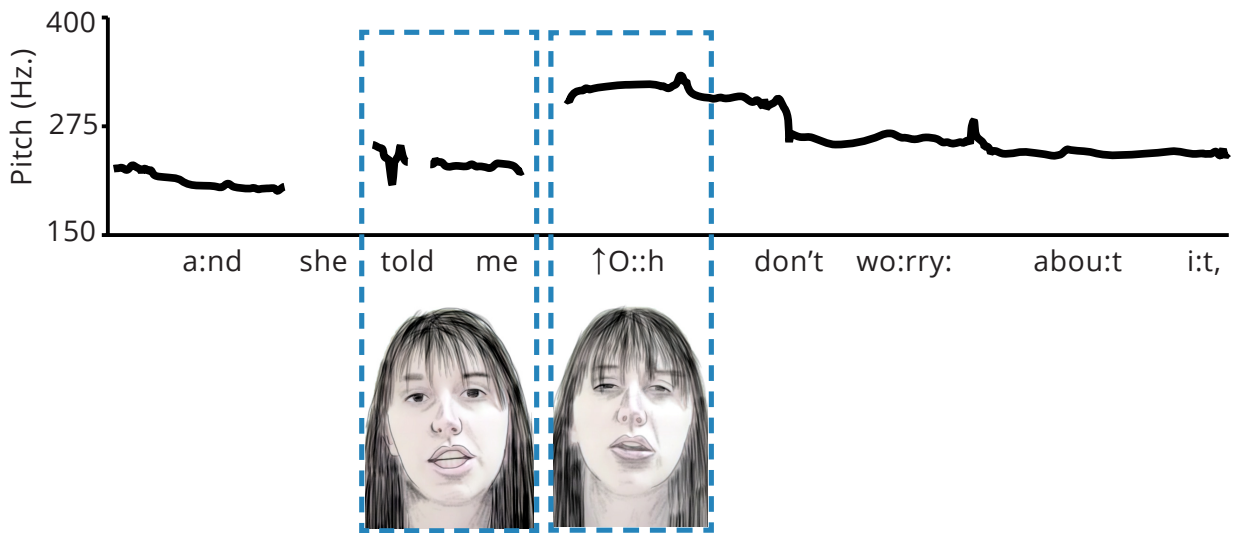 400
Pitch (Hz.)
275
150
a:nd she told me ↑O::h don’t wo:rry: abou:t i:t,